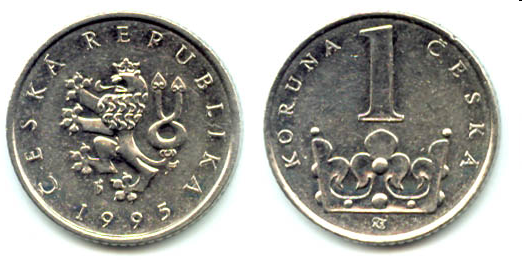 ČESKÁ REPUBLIKA
1995
1
KORUNA ČESKÁ